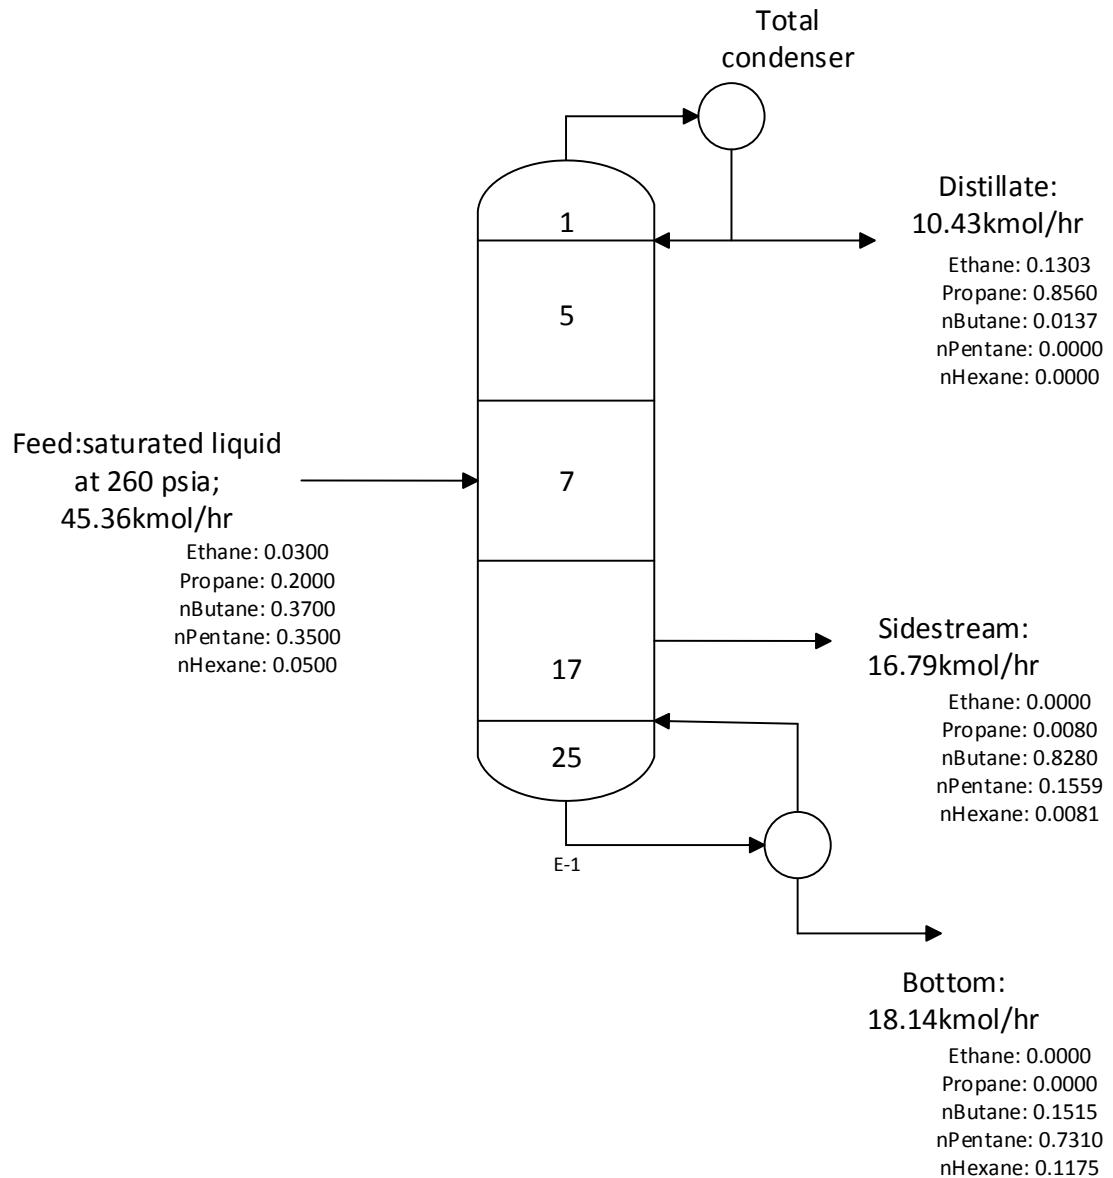 Total
condenser
1
Distillate:
10.43kmol/hr
Ethane: 0.1303
Propane: 0.8560
nButane: 0.0137
nPentane: 0.0000
nHexane: 0.0000
5
Feed:saturated liquid
at 260 psia;
45.36kmol/hr
Ethane: 0.0300
Propane: 0.2000
nButane: 0.3700
nPentane: 0.3500
nHexane: 0.0500
7
Sidestream:
16.79kmol/hr
Ethane: 0.0000
Propane: 0.0080
nButane: 0.8280
nPentane: 0.1559
nHexane: 0.0081
17
25
E-1
Bottom:
18.14kmol/hr
Ethane: 0.0000
Propane: 0.0000
nButane: 0.1515
nPentane: 0.7310
nHexane: 0.1175